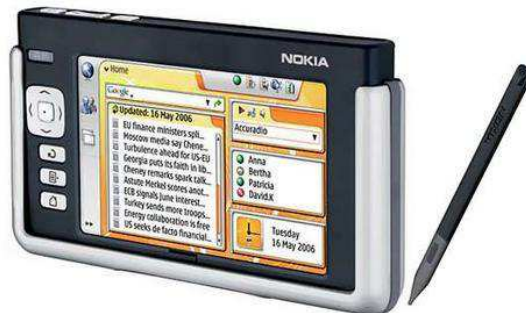 NOKIA
Home
Google
Updated: 16 May 2006
EU finance ministers spli...
Moscow media say Chene...
Turbulence ahead for US-EU
Georgia puts its faith in lib...
Cheney remarks spark talk...
Astute Merkel scores anot...
ECB signals June interest...
Turkey sends more troops...
Energy collaboration is free
US seeks de facto financial...
Accuradio
Anna
Bertha
Patricia
David.K
Tuesday
16 May 2006